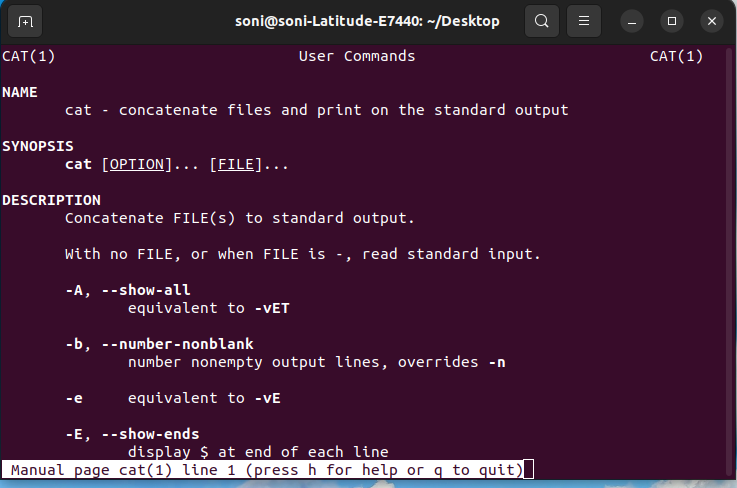 soni@soni-Latitude-E7440: ~/Desktop
CAT(1) User Commands CAT(1)
NAME
cat - concatenate files and print on the standard output
SYNOPSIS
cat [OPTION]... [FILE]...
DESCRIPTION
Concatenate FILE(s) to standard output.
With no FILE, or when FILE is -, read standard input.
-A, --show-all
equivalent to -vET
-b, --number-nonblank
number nonempty output lines, overrides -n
-e equivalent to -vE
-E, --show-ends
display $ at end of each line
Manual page cat(1) line 1 (press h for help or q to quit)